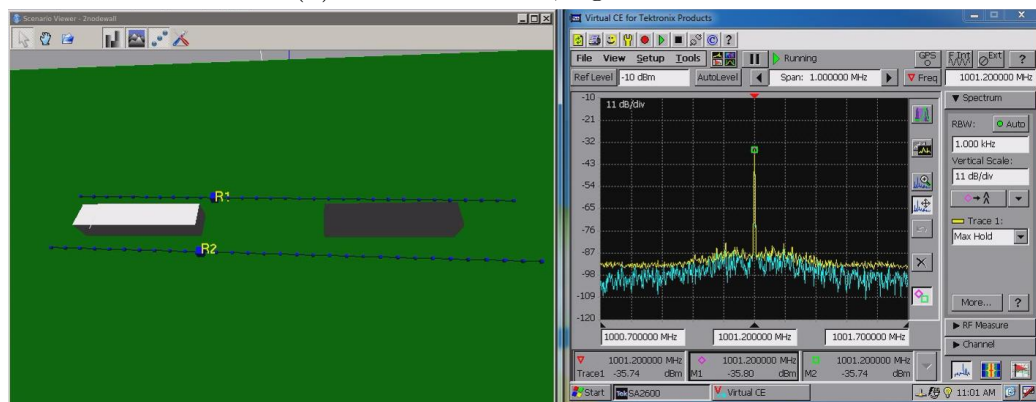 Scenario Viewer - 2nodewall
R1
R2
Virtual CE for Tektronix Products
File View Setup Tools Running GPS F Int Ext ?
Ref Level -10 dBm AutoLevel Span: 1.000000 MHz Freq 1001.200000 MHz
11 dB/div
-10
-21
-32
-43
-54
-65
-76
-87
-98
-109
-120
1000.700000 MHz 1001.200000 MHz 1001.700000 MHz
Spectrum
RBW: Auto
1.000 kHz
Vertical Scale:
11 dB/div
Trace 1:
Max Hold
More... ?
RF Measure
Channel
1001.200000 MHz 1001.200000 MHz 1001.200000 MHz
Trace1 -35.74 dBm M1 -35.80 dBm M2 -35.74 dBm
Start Tek SA2600 Virtual CE 11:01 AM